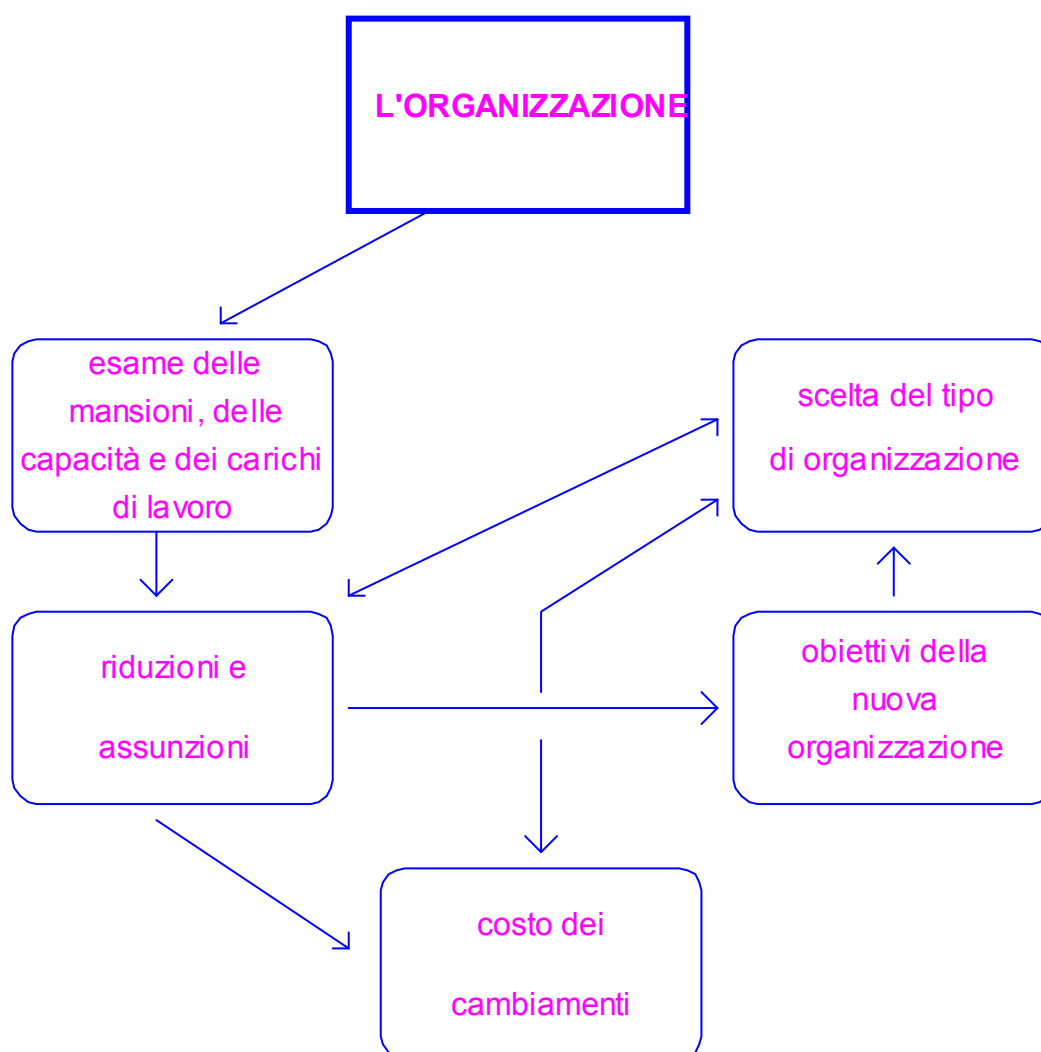 L'ORGANIZZAZIONE
esame delle
mansioni, delle
capacità e dei carichi
di lavoro
scelta del tipo
di organizzazione
riduzioni e
assunzioni
obiettivi della
nuova
organizzazione
costo dei
cambiamenti